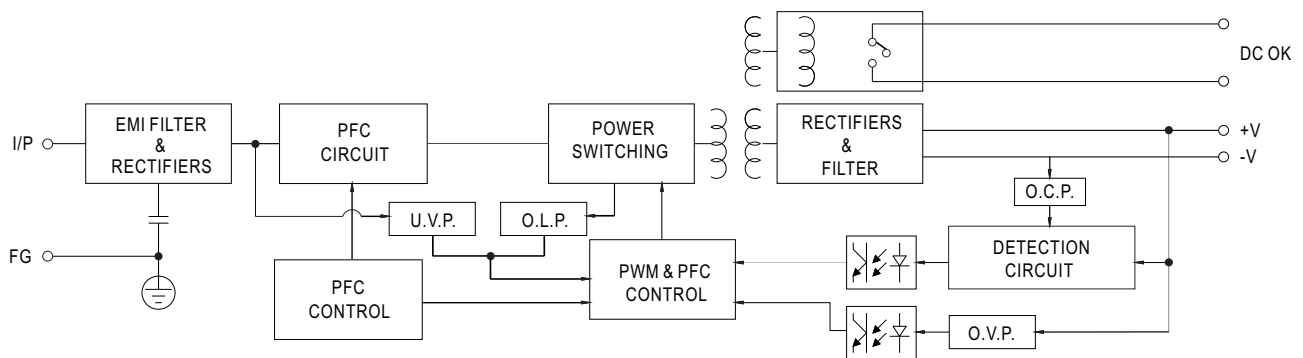 DC OK
I/P
EMI FILTER
&
RECTIFIERS
PFC
CIRCUIT
POWER
SWITCHING
RECTIFIERS
&
FILTER
+V
-V
O.C.P.
U.V.P.
O.L.P.
FG
PFC
CONTROL
PWM & PFC
CONTROL
DETECTION
CIRCUIT
O.V.P.